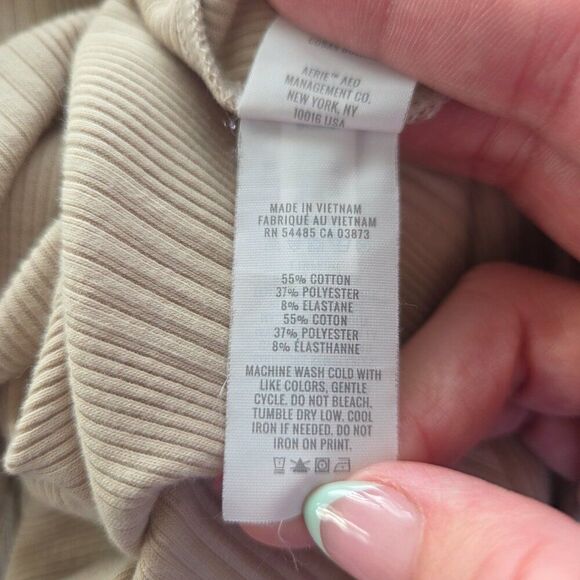 AERIE™ AEO
MANAGEMENT CO.
NEW YORK, NY
10016 USA
MADE IN VIETNAM
FABRIQUÉ AU VIETNAM
RN 54485 CA 03873
55% COTTON
37% POLYESTER
8% ELASTANE
55% COTON
37% POLYESTER
8% ÉLASTHANNE
MACHINE WASH COLD WITH
LIKE COLORS, GENTLE
CYCLE. DO NOT BLEACH.
TUMBLE DRY LOW. COOL
IRON IF NEEDED. DO NOT
IRON ON PRINT.